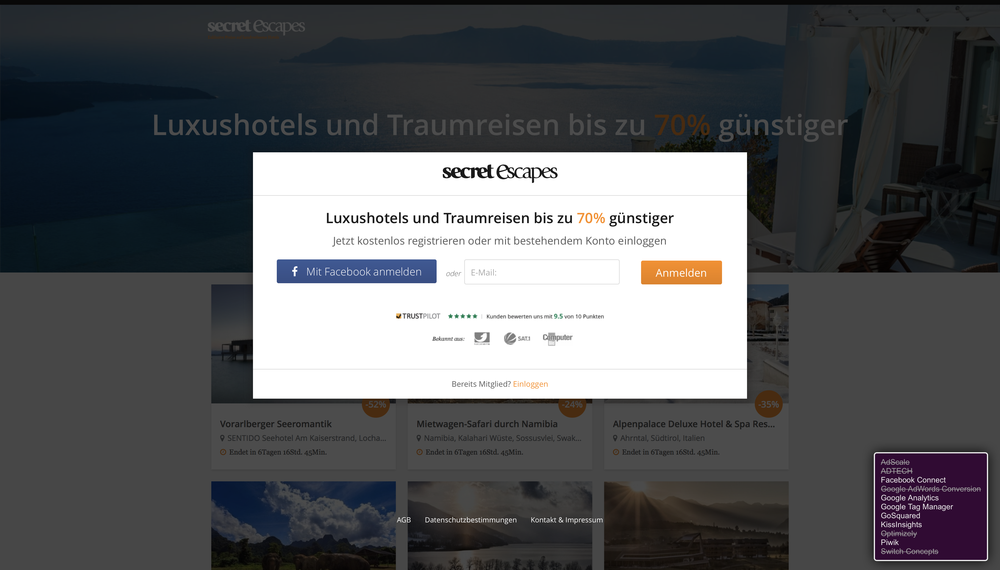 secret escapes
Luxushotels und Traumreisen bis zu 70% günstiger
secret escapes
Luxushotels und Traumreisen bis zu 70% günstiger
Jetzt kostenlos registrieren oder mit bestehendem Konto einloggen
Mit Facebook anmelden
oder
E-Mail:
Anmelden
TRUSTPILOT
Kunden bewerten uns mit 9.5 von 10 Punkten
Bekannt aus:
SAT.1
Computer
Bild
Bereits Mitglied? Einloggen
-52%
-24%
-35%
Vorarlberger Seeromantik
SENTIDO Seehotel Am Kaiserstrand, Locha...
Endet in 6Tagen 16Std. 45Min.
Mietwagen-Safari durch Namibia
Namibia, Kalahari Wüste, Sossusvlei, Swak...
Endet in 6Tagen 16Std. 45Min.
Alpenpalace Deluxe Hotel & Spa Res...
Ahrntal, Südtirol, Italien
Endet in 6Tagen 16Std. 45Min.
AGB
Datenschutzbestimmungen
Kontakt & Impressum
AdScale
ADTECH
Facebook Connect
Google AdWords Conversion
Google Analytics
Google Tag Manager
GoSquared
KissInsights
Optimizely
Piwik
Switch Concepts